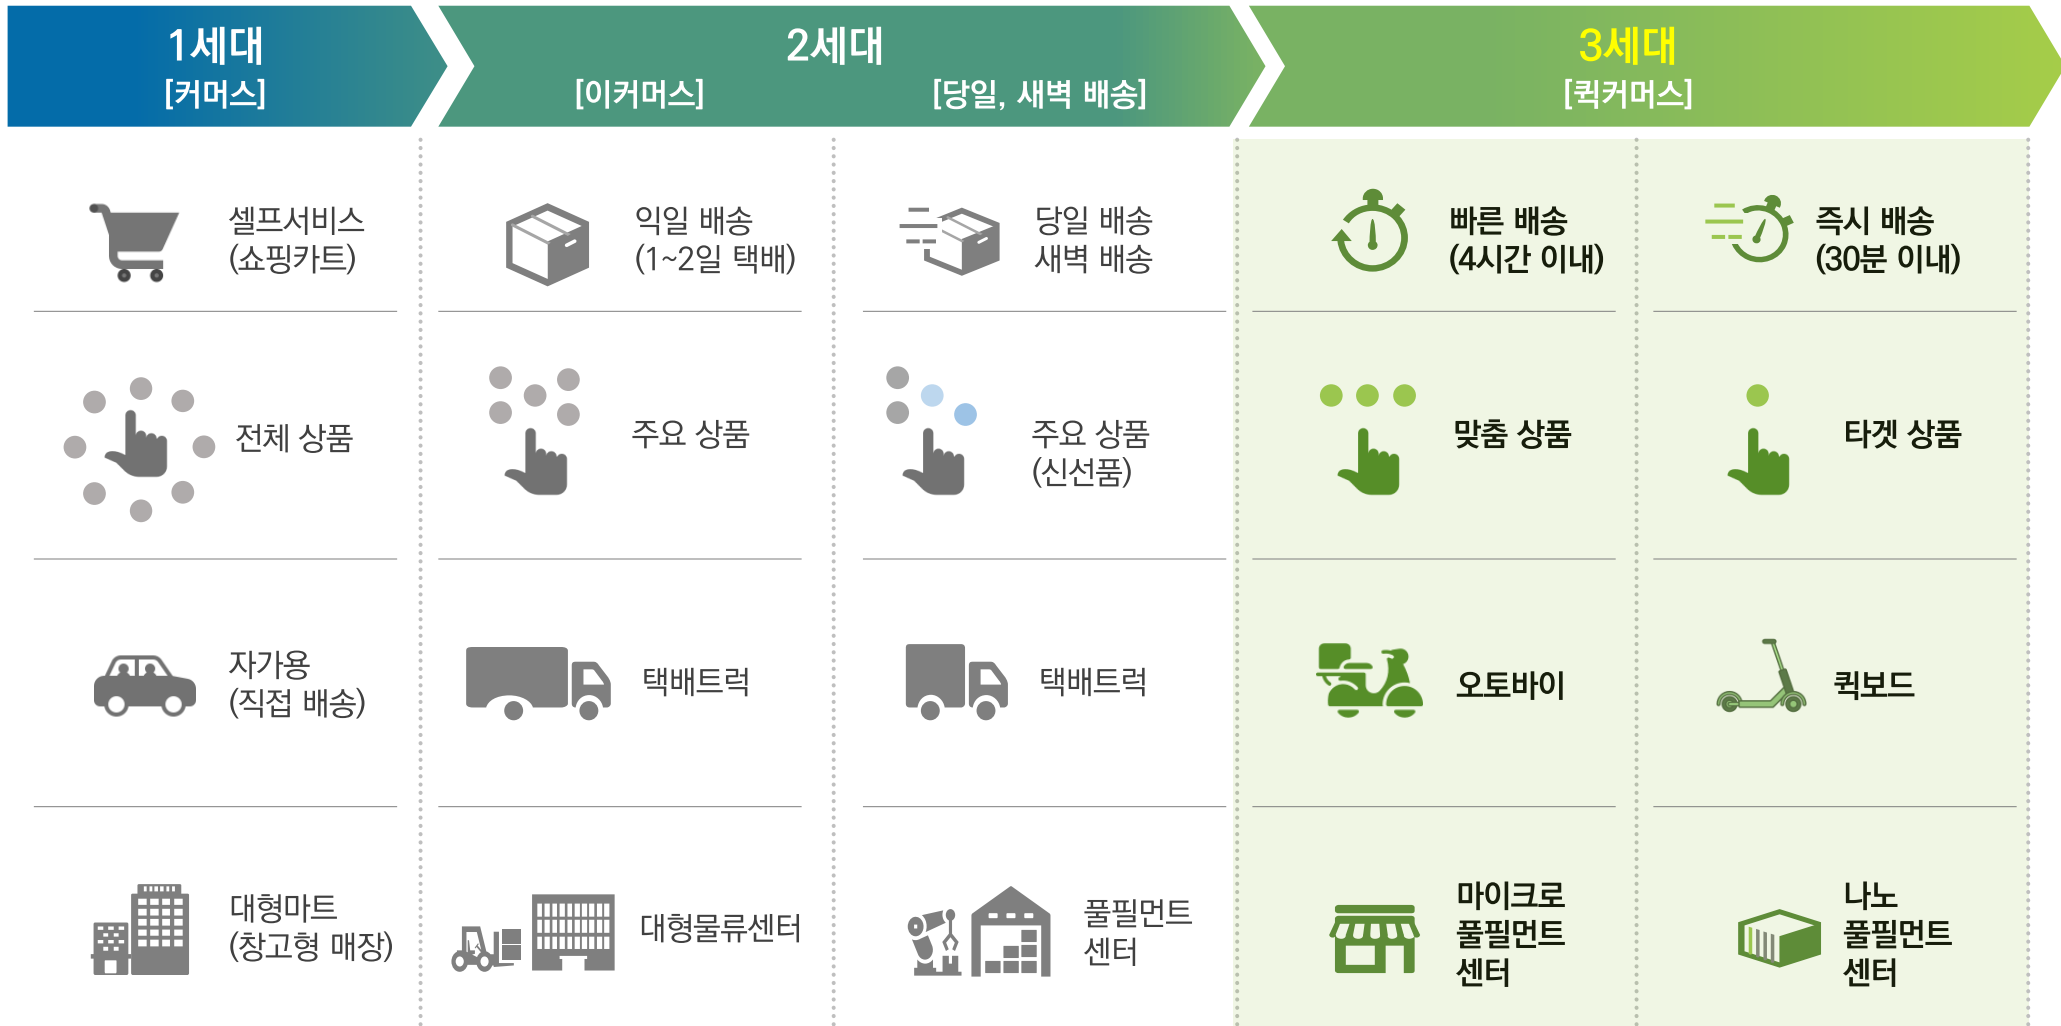 1세대
[커머스]
2세대
[이커머스]
[당일, 새벽 배송]
3세대
[퀵커머스]
셀프서비스
(쇼핑카트)
익일 배송
(1~2일 택배)
당일 배송
새벽 배송
빠른 배송
(4시간 이내)
즉시 배송
(30분 이내)
전체 상품
주요 상품
주요 상품
(신선품)
맞춤 상품
타겟 상품
자가용
(직접 배송)
택배트럭
택배트럭
오토바이
퀵보드
대형마트
(창고형 매장)
대형물류센터
풀필먼트
센터
마이크로
풀필먼트
센터
나노
풀필먼트
센터